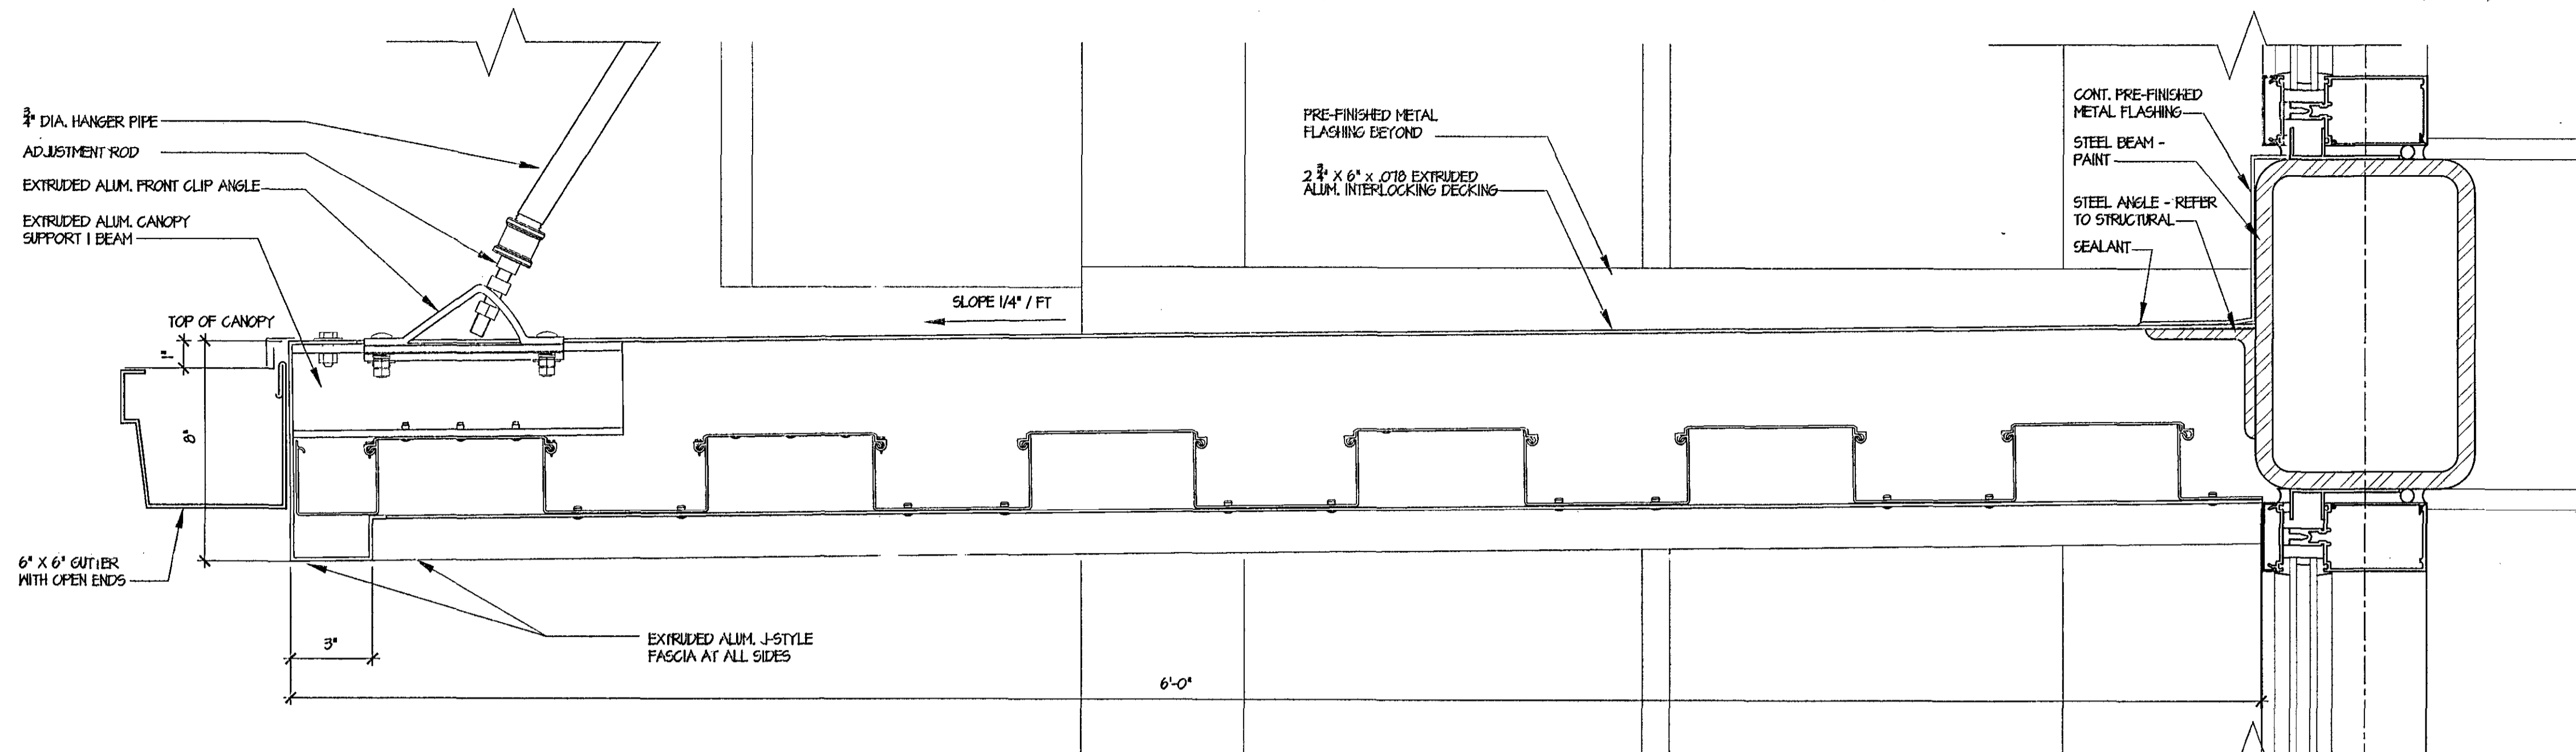 3/4" DIA. HANGER PIPE
ADJUSTMENT ROD
EXTRUDED ALUM. FRONT CLIP ANGLE
EXTRUDED ALUM. CANOPY
SUPPORT I BEAM
TOP OF CANOPY
1"
8"
6" X 6" GUTTER
WITH OPEN ENDS
3"
EXTRUDED ALUM. J-STYLE
FASCIA AT ALL SIDES
6'-0"
SLOPE 1/4" / FT
PRE-FINISHED METAL
FLASHING BEYOND
2 3/4" X 6" x .078 EXTRUDED
ALUM. INTERLOCKING DECKING
CONT. PRE-FINISHED
METAL FLASHING
STEEL BEAM -
PAINT
STEEL ANGLE - REFER
TO STRUCTURAL
SEALANT